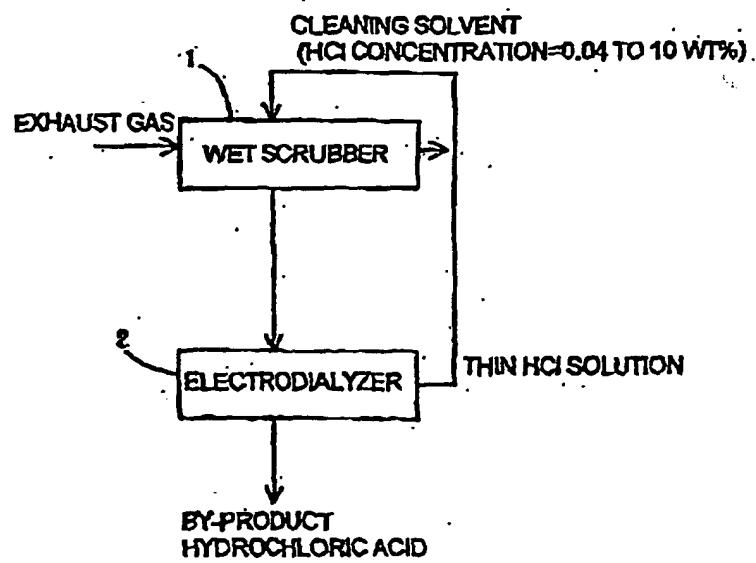 CLEANING SOLVENT
(HCl CONCENTRATION=0.04 TO 10 WT%)
1
EXHAUST GAS
WET SCRUBBER
2
ELECTRODIALYZER
THIN HCl SOLUTION
BY-PRODUCT
HYDROCHLORIC ACID